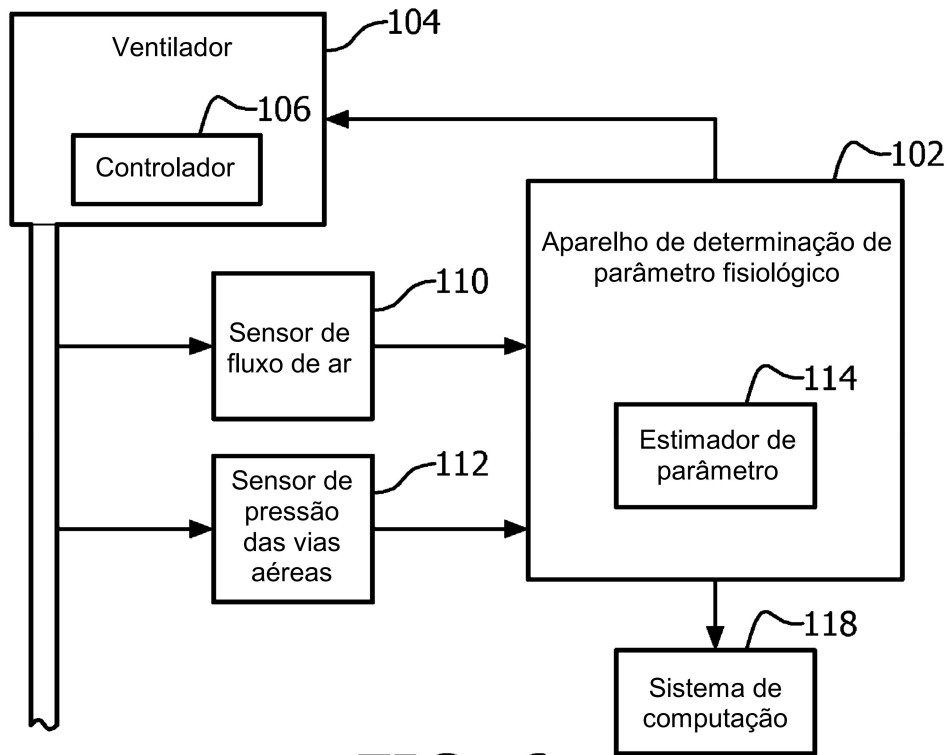 104
Ventilador
106
Controlador
102
Aparelho de determinação de
parâmetro fisiológico
110
Sensor de
fluxo de ar
114
Estimador de
parâmetro
112
Sensor de
pressão
das vias
aéreas
118
Sistema de
computação